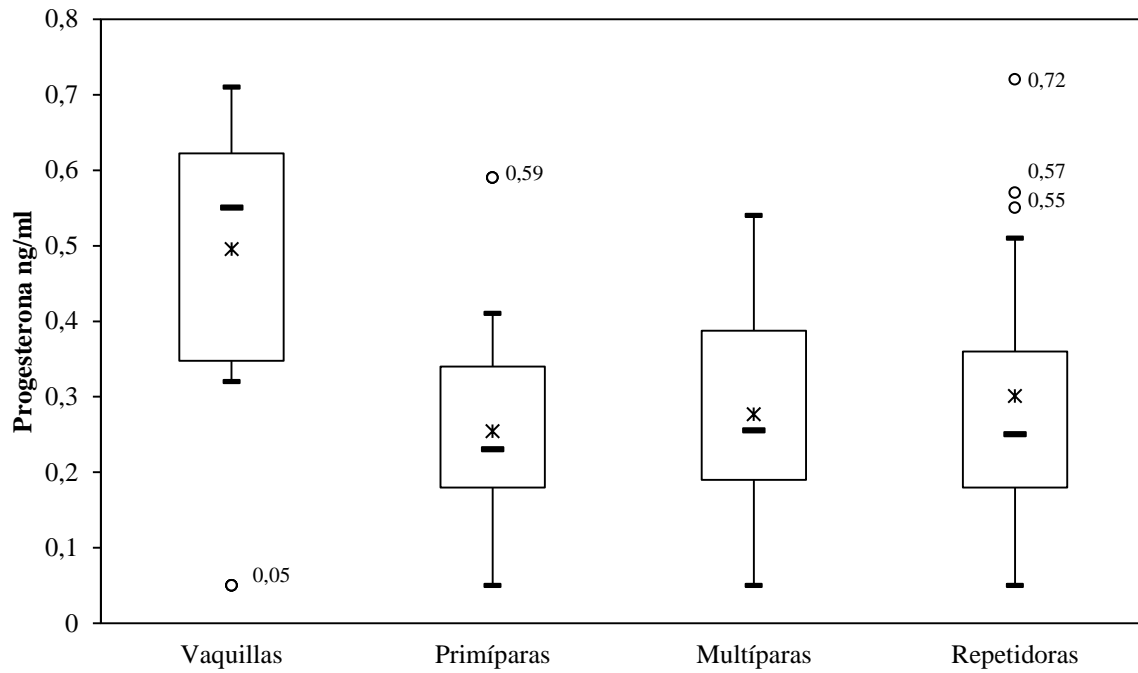 Progesterona ng/ml
0,8
0,7
0,6
0,5
0,4
0,3
0,2
0,1
0
0,05
0,59
0,72
0,57
0,55
Vaquillas
Primíparas
Multíparas
Repetidoras